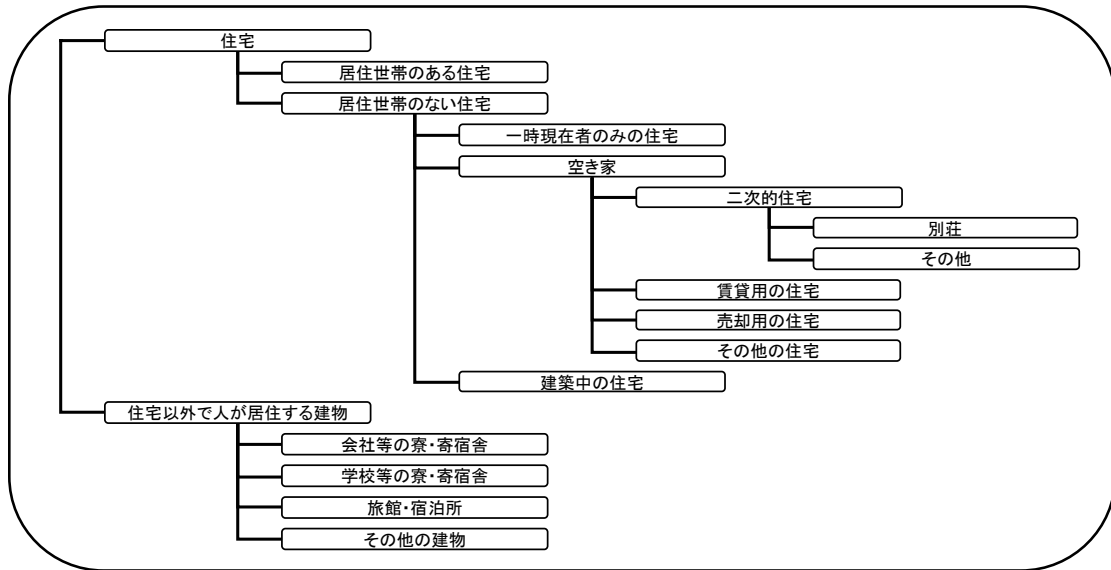 住宅
居住世帯のある住宅
居住世帯のない住宅
一時現在者のみの住宅
空き家
二次的住宅
別荘
その他
賃貸用の住宅
売却用の住宅
その他の住宅
建築中の住宅
住宅以外で人が居住する建物
会社等の寮・寄宿舎
学校等の寮・寄宿舎
旅館・宿泊所
その他の建物